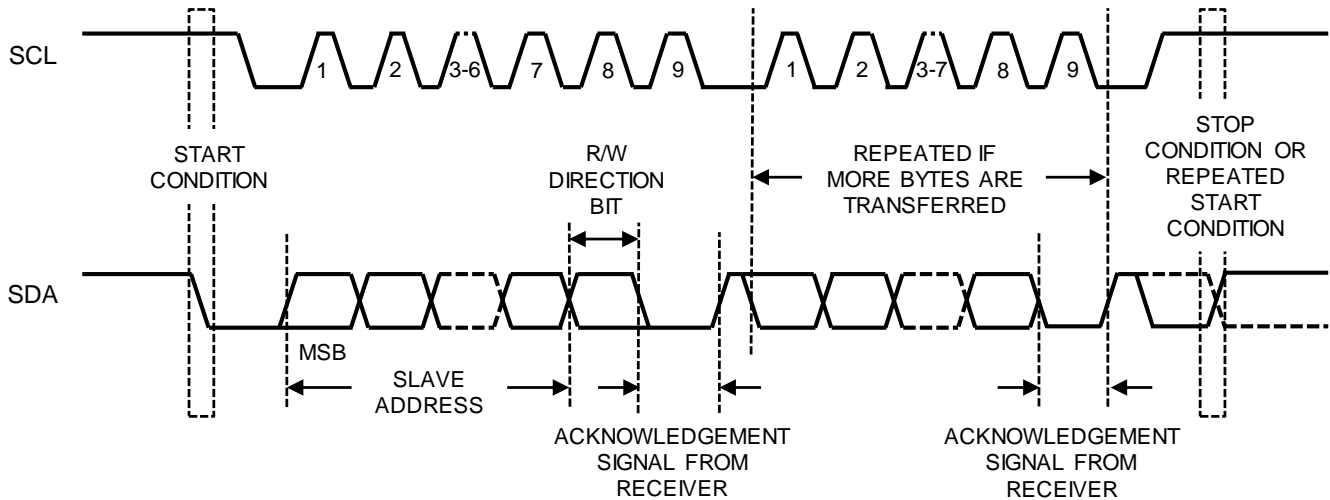 SCL
1 2 3-6 7 8 9 1 2 3-7 8 9
START
CONDITION
R/W
DIRECTION
BIT
REPEATED IF
MORE BYTES ARE
TRANSFERRED
STOP
CONDITION OR
REPEATED
START
CONDITION
SDA
MSB
SLAVE
ADDRESS
ACKNOWLEDGEMENT
SIGNAL FROM
RECEIVER
ACKNOWLEDGEMENT
SIGNAL FROM
RECEIVER